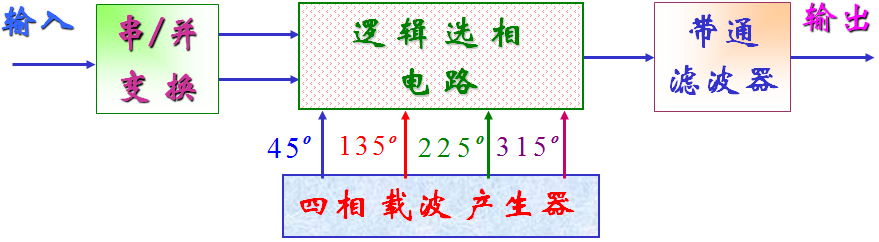 输入
串/并
变换
逻辑选相
电路
带通
滤波器
输出
45°
135°
225°
315°
四相载波产生器